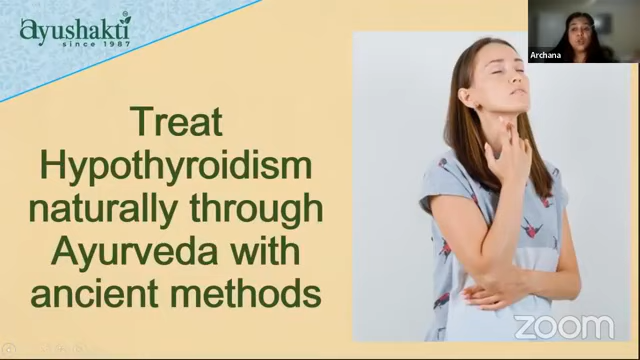 ayushakti
since 1987
Archana
Treat
Hypothyroidism
naturally through
Ayurveda with
ancient methods
zoom